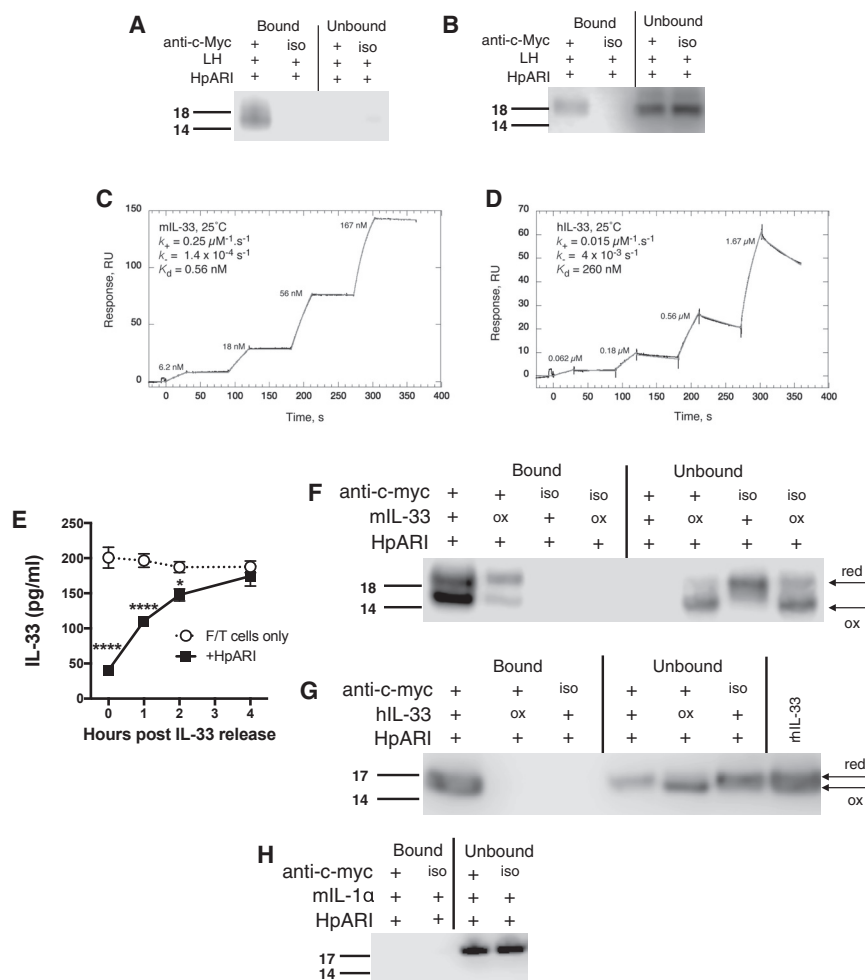 A
Bound Unbound
anti-c-Myc + iso + iso
LH + + + +
HpARI + + + +
18
14
B
Bound Unbound
anti-c-Myc + iso + iso
LH + + + +
HpARI + + + +
18
14
C
mIL-33, 25˚C
k+ = 0.25 µM-1.s-1
k- = 1.4 x 10-4 s-1
Kd = 0.56 nM
6.2 nM
18 nM
56 nM
167 nM
Response, RU
150
100
50
0
0 50 100 150 200 250 300 350 400
Time, s
D
hIL-33, 25˚C
k+ = 0.015 µM-1.s-1
k- = 4 x 10-3 s-1
Kd = 260 nM
0.062 µM
0.18 µM
0.56 µM
1.67 µM
Response, RU
70
60
50
40
30
20
10
0
0 50 100 150 200 250 300 350 400
Time, s
E
IL-33 (pg/ml)
250
200
150
100
50
0
****
****
*
F/T cells only
+HpARI
0 1 2 4
Hours post IL-33 release
F
Bound Unbound
anti-c-myc + + iso iso + + iso iso
mIL-33 + ox + ox + ox + ox
HpARI + + + + + + + +
18
14
red
ox
G
Bound Unbound
anti-c-myc + + iso + + iso
hIL-33 + ox + + ox +
HpARI + + + + + +
rhIL-33
17
14
red
ox
H
Bound Unbound
anti-c-myc + iso + iso
mIL-1α + + + +
HpARI + + + +
17
14